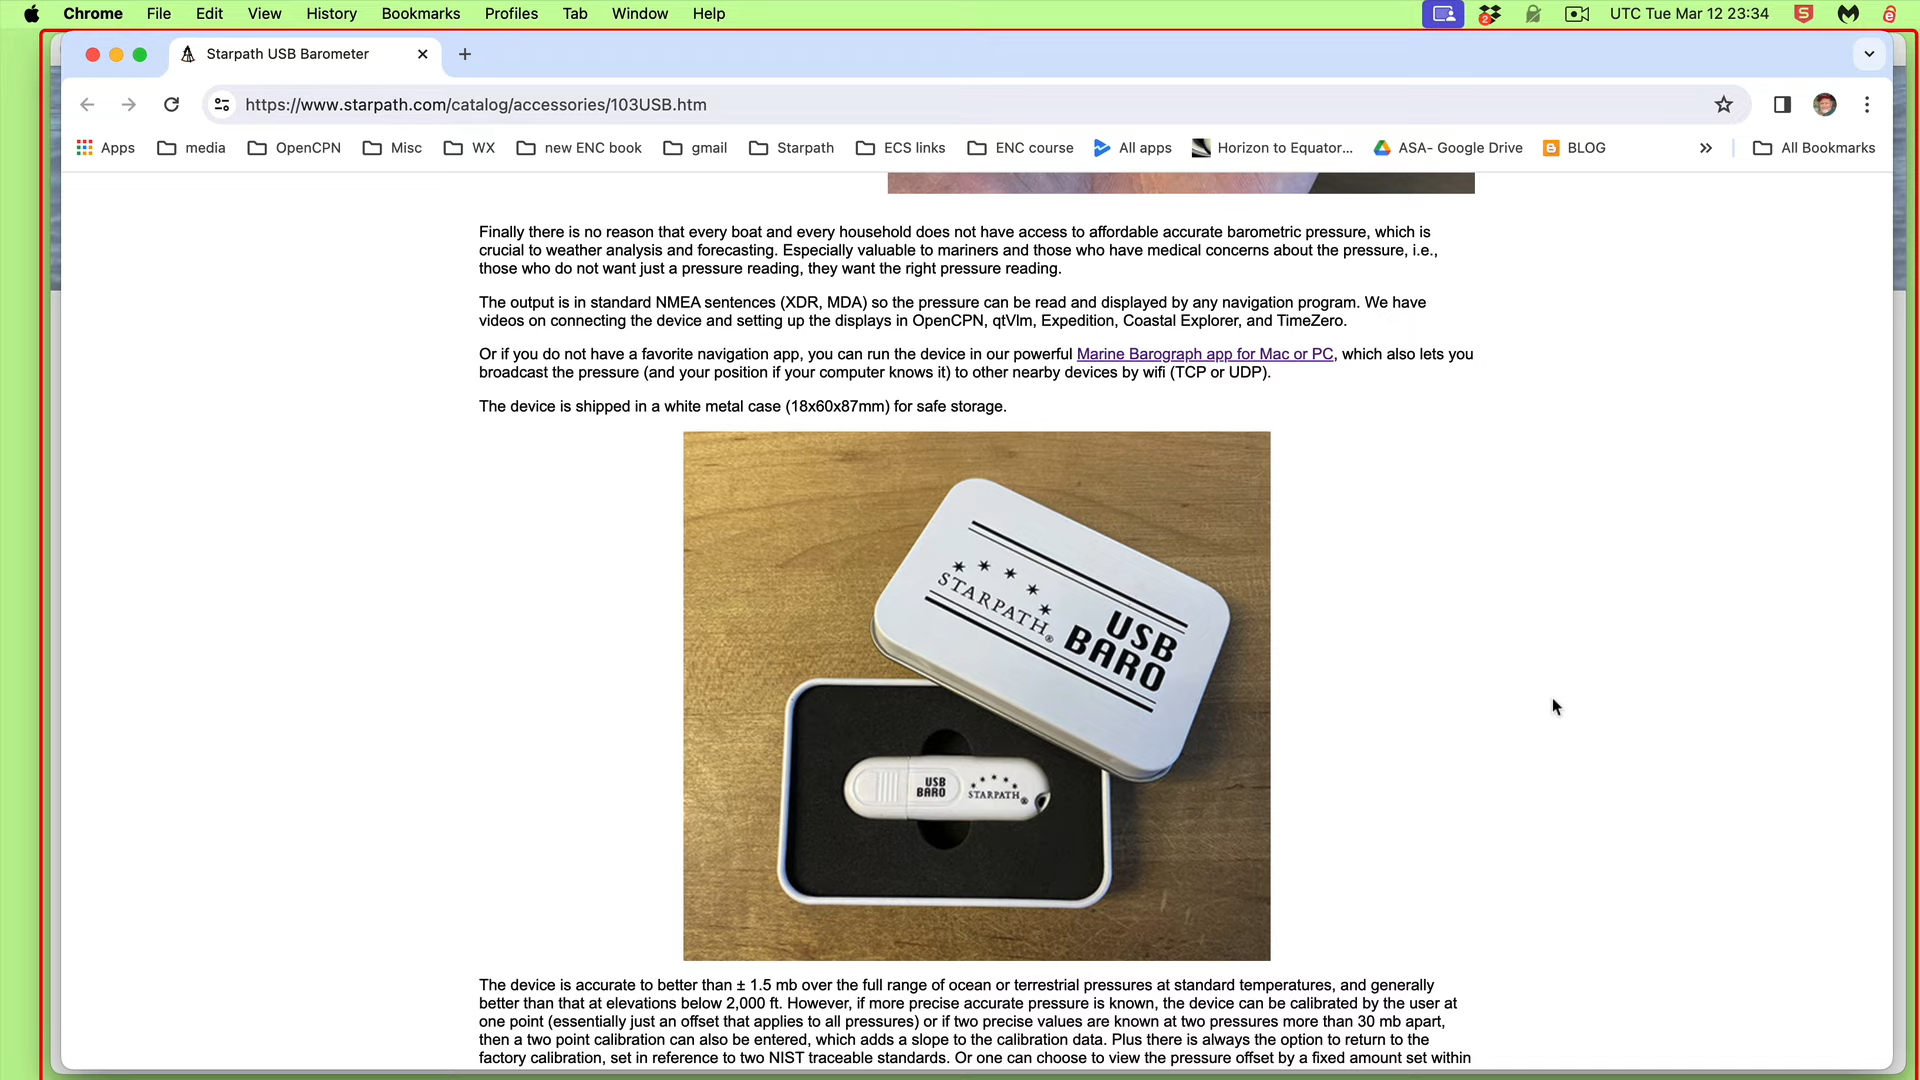 Chrome File Edit View History Bookmarks Profiles Tab Window Help 2 UTC Tue Mar 12 23:34
Starpath USB Barometer
https://www.starpath.com/catalog/accessories/103USB.htm
Apps media OpenCPN Misc WX new ENC book gmail Starpath ECS links ENC course All apps Horizon to Equator... ASA- Google Drive BLOG » All Bookmarks
Finally there is no reason that every boat and every household does not have access to affordable accurate barometric pressure, which is
crucial to weather analysis and forecasting. Especially valuable to mariners and those who have medical concerns about the pressure, i.e.,
those who do not want just a pressure reading, they want the right pressure reading.
The output is in standard NMEA sentences (XDR, MDA) so the pressure can be read and displayed by any navigation program. We have
videos on connecting the device and setting up the displays in OpenCPN, qtVlm, Expedition, Coastal Explorer, and TimeZero.
Or if you do not have a favorite navigation app, you can run the device in our powerful Marine Barograph app for Mac or PC, which also lets you
broadcast the pressure (and your position if your computer knows it) to other nearby devices by wifi (TCP or UDP).
The device is shipped in a white metal case (18x60x87mm) for safe storage.
STARPATH®
USB
BARO
USB
BARO
STARPATH®
The device is accurate to better than ± 1.5 mb over the full range of ocean or terrestrial pressures at standard temperatures, and generally
better than that at elevations below 2,000 ft. However, if more precise accurate pressure is known, the device can be calibrated by the user at
one point (essentially just an offset that applies to all pressures) or if two precise values are known at two pressures more than 30 mb apart,
then a two point calibration can also be entered, which adds a slope to the calibration data. Plus there is always the option to return to the
factory calibration, set in reference to two NIST traceable standards. Or one can choose to view the pressure offset by a fixed amount set within